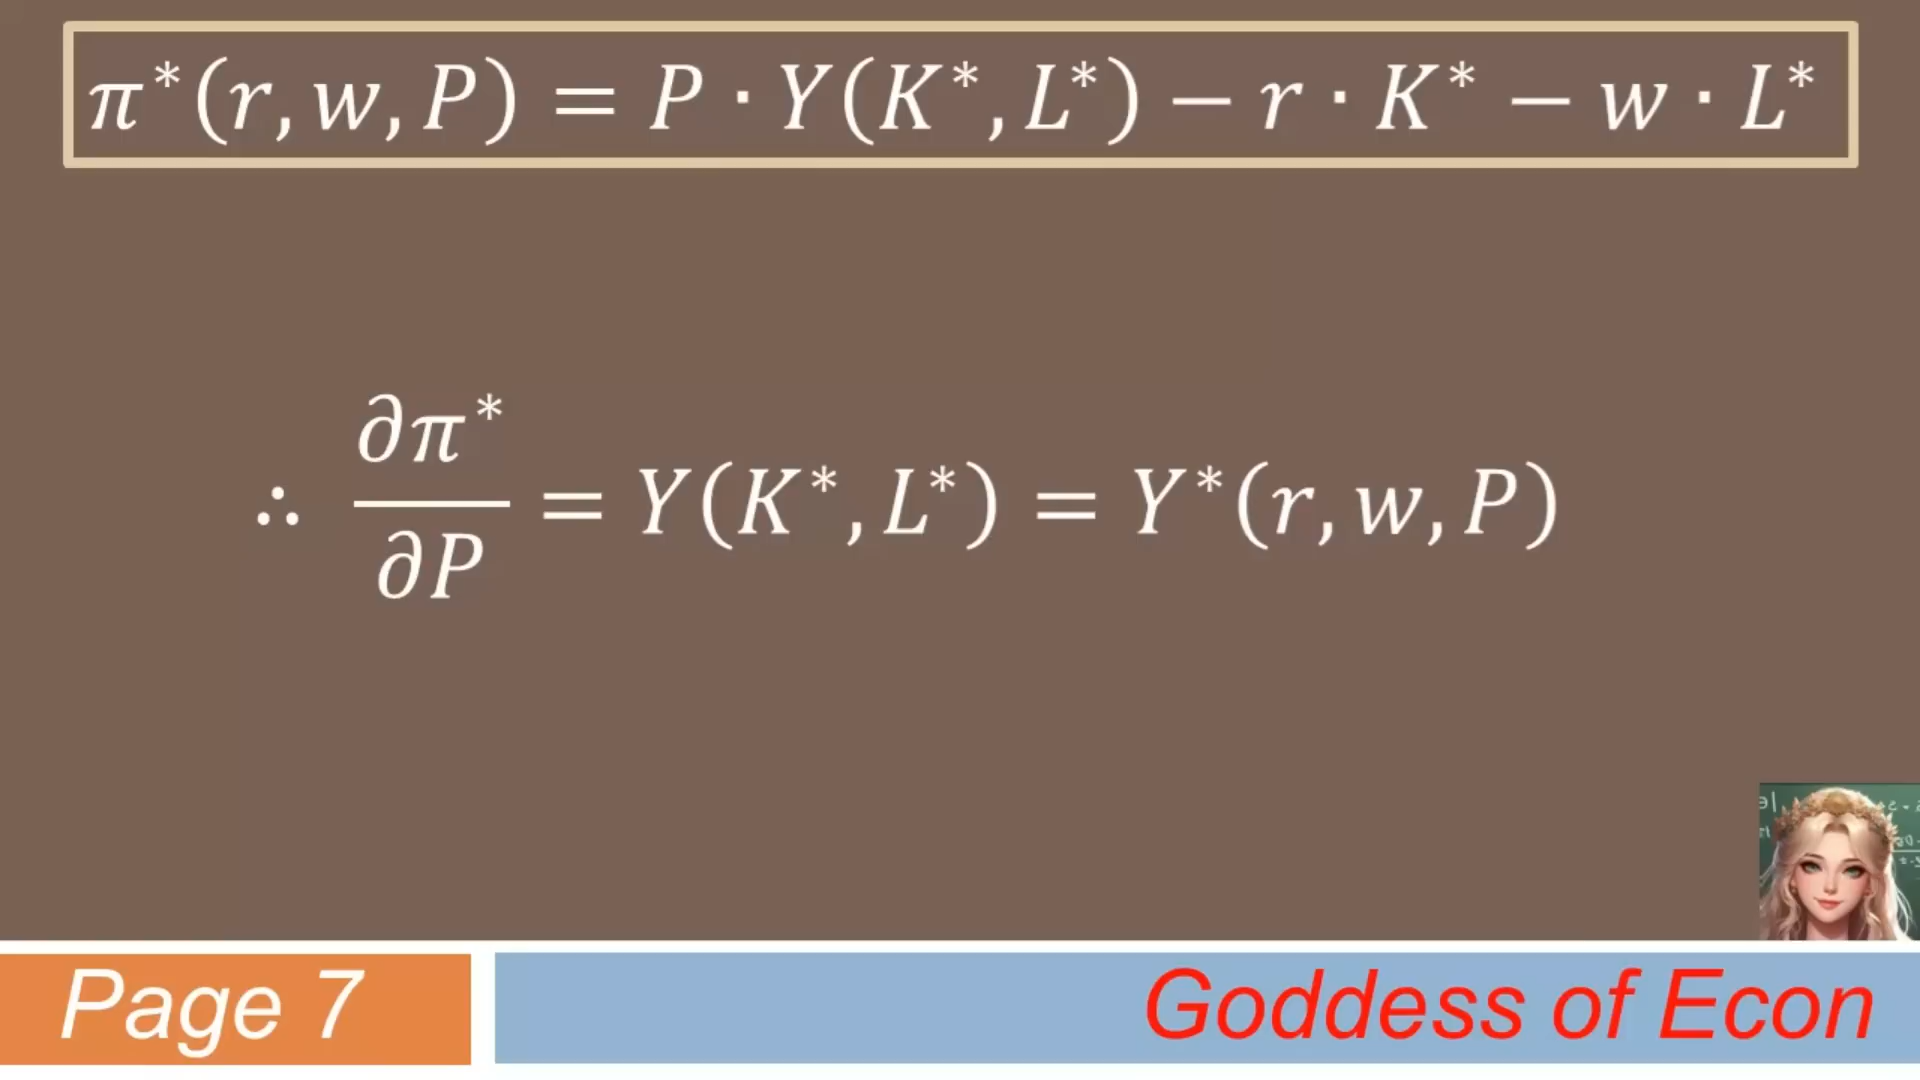 π*(r, w, P) = P · Y(K*, L*) − r · K* − w · L*
∴ ∂π*/∂P = Y(K*, L*) = Y*(r, w, P)
Page 7
Goddess of Econ